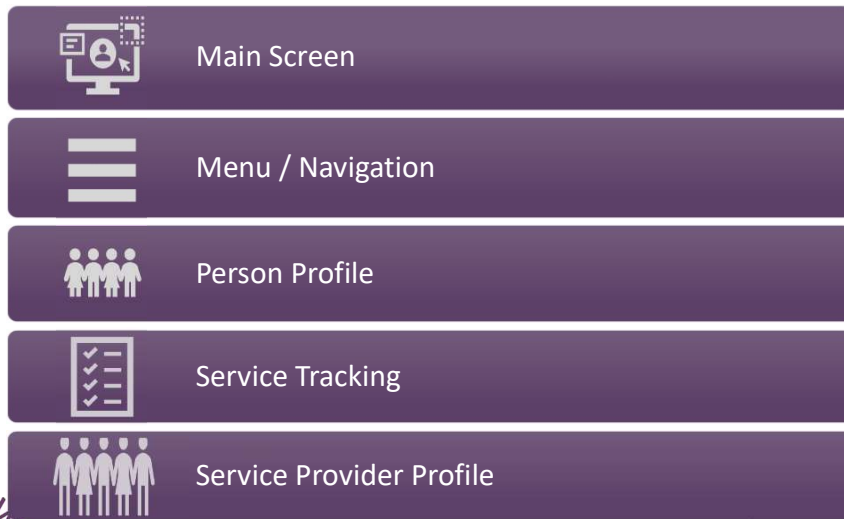 Main Screen
Menu / Navigation
Person Profile
Service Tracking
Service Provider Profile